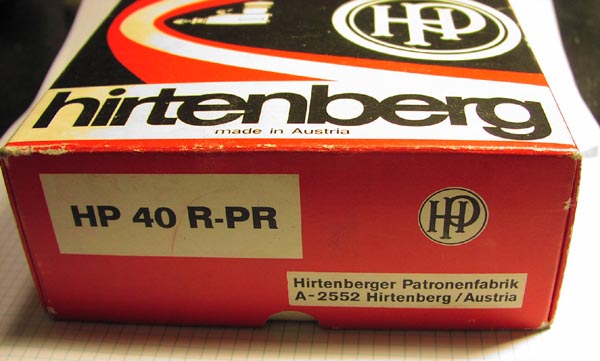 HP
hirtenberg
made in Austria
HP 40 R-PR
HP
Hirtenberger Patronenfabrik
A-2552 Hirtenberg/Austria